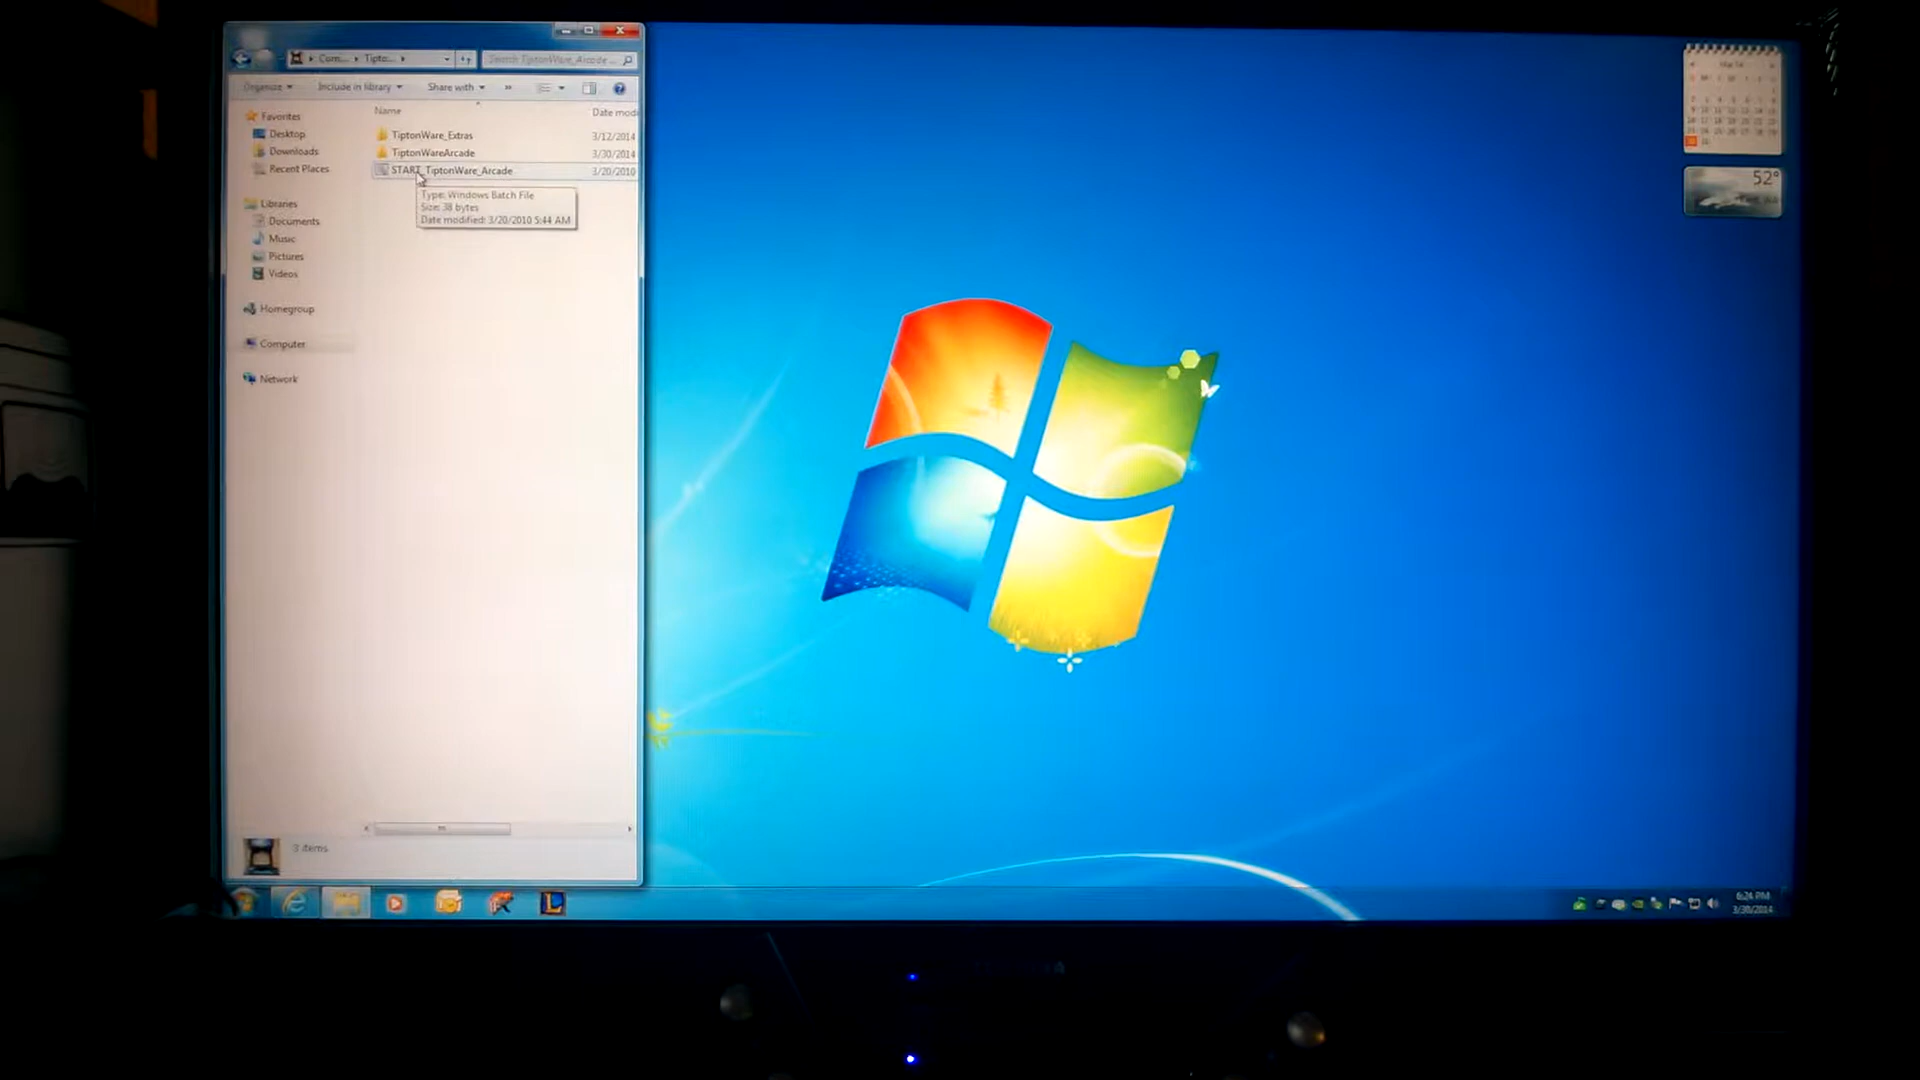 Com... Tipto...
Search TiptonWare_Arcade ...
Organize Include in library Share with »
Name Date modi
Favorites
Desktop
Downloads
Recent Places
TiptonWare_Extras 3/12/2014
TiptonWareArcade 3/30/2014
START_TiptonWare_Arcade 3/20/2010
Type: Windows Batch File
Size: 38 bytes
Date modified: 3/20/2010 5:44 AM
Libraries
Documents
Music
Pictures
Videos
Homegroup
Computer
Network
3 items
52°
6:24 PM
3/30/2014